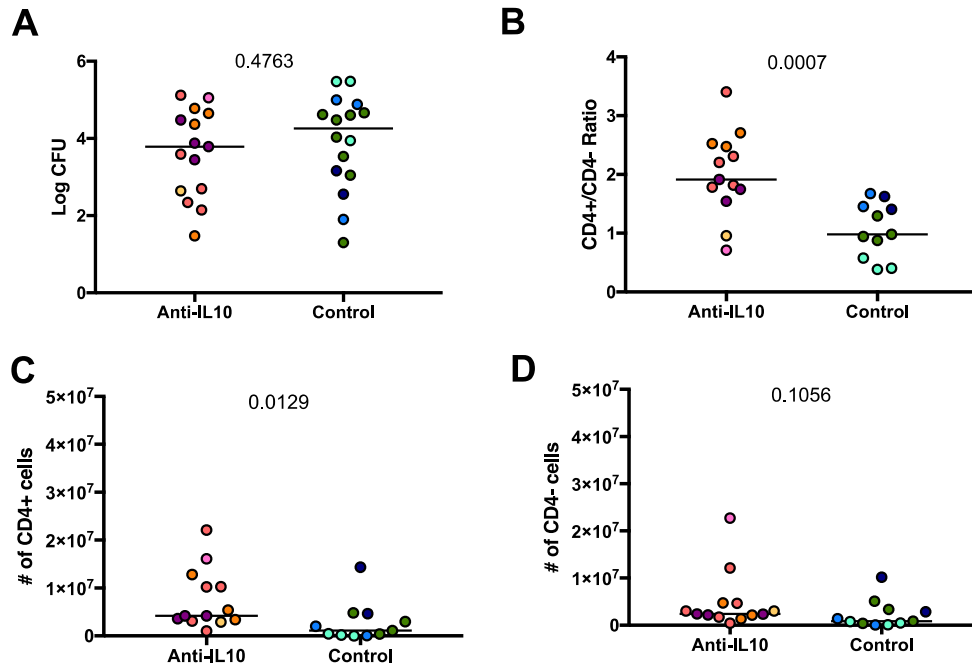 A
0.4763
Log CFU
6
4
2
0
Anti-IL10 Control
B
0.0007
CD4+/CD4- Ratio
4
3
2
1
0
Anti-IL10 Control
C
0.0129
# of CD4+ cells
5×10⁷
4×10⁷
3×10⁷
2×10⁷
1×10⁷
0
Anti-IL10 Control
D
0.1056
# of CD4- cells
5×10⁷
4×10⁷
3×10⁷
2×10⁷
1×10⁷
0
Anti-IL10 Control